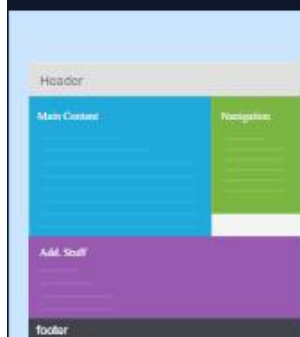 Header
Main Content
Navigation
Add. Stuff
footer